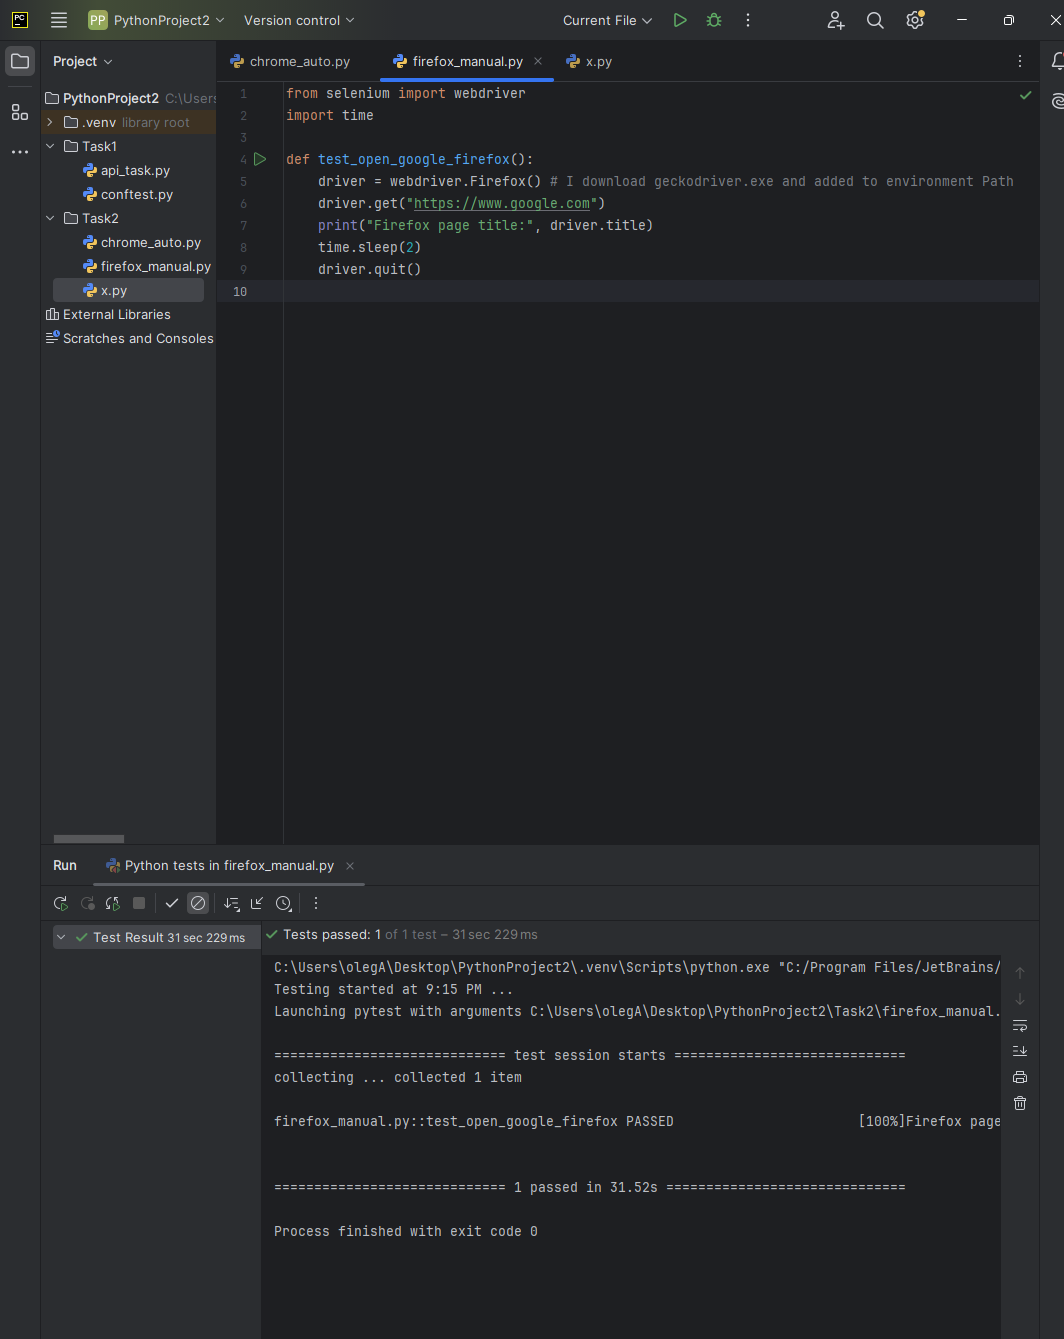 PC
PP PythonProject2 Version control Current File
Project
chrome_auto.py firefox_manual.py x.py
PythonProject2 C:\Users
.venv library root
Task1
api_task.py
conftest.py
Task2
chrome_auto.py
firefox_manual.py
x.py
External Libraries
Scratches and Consoles
1 from selenium import webdriver
2 import time
3
4 def test_open_google_firefox():
5 driver = webdriver.Firefox() # I download geckodriver.exe and added to environment Path
6 driver.get("https://www.google.com")
7 print("Firefox page title:", driver.title)
8 time.sleep(2)
9 driver.quit()
10
Run Python tests in firefox_manual.py
Test Result 31 sec 229 ms
Tests passed: 1 of 1 test – 31 sec 229 ms
C:\Users\olegA\Desktop\PythonProject2\.venv\Scripts\python.exe "C:/Program Files/JetBrains/
Testing started at 9:15 PM ...
Launching pytest with arguments C:\Users\olegA\Desktop\PythonProject2\Task2\firefox_manual.
============================= test session starts =============================
collecting ... collected 1 item
firefox_manual.py::test_open_google_firefox PASSED [100%]Firefox page
============================= 1 passed in 31.52s ==============================
Process finished with exit code 0